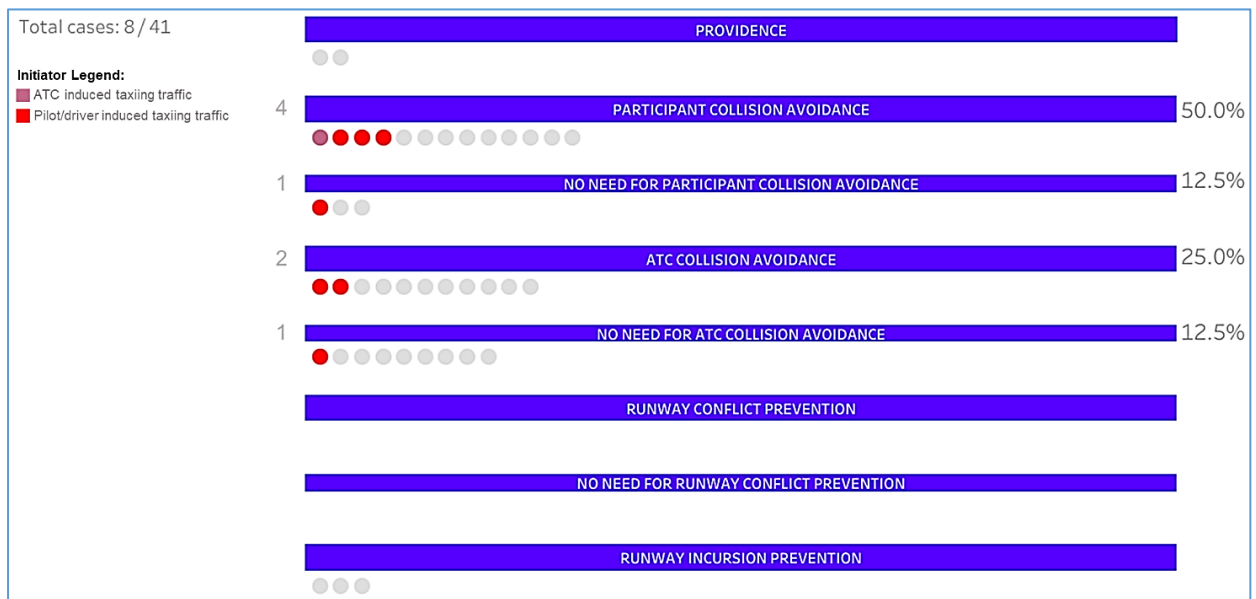 Total cases: 8 / 41
Initiator Legend:
ATC induced taxiing traffic
Pilot/driver induced taxiing traffic
PROVIDENCE
4 PARTICIPANT COLLISION AVOIDANCE 50.0%
1 NO NEED FOR PARTICIPANT COLLISION AVOIDANCE 12.5%
2 ATC COLLISION AVOIDANCE 25.0%
1 NO NEED FOR ATC COLLISION AVOIDANCE 12.5%
RUNWAY CONFLICT PREVENTION
NO NEED FOR RUNWAY CONFLICT PREVENTION
RUNWAY INCURSION PREVENTION